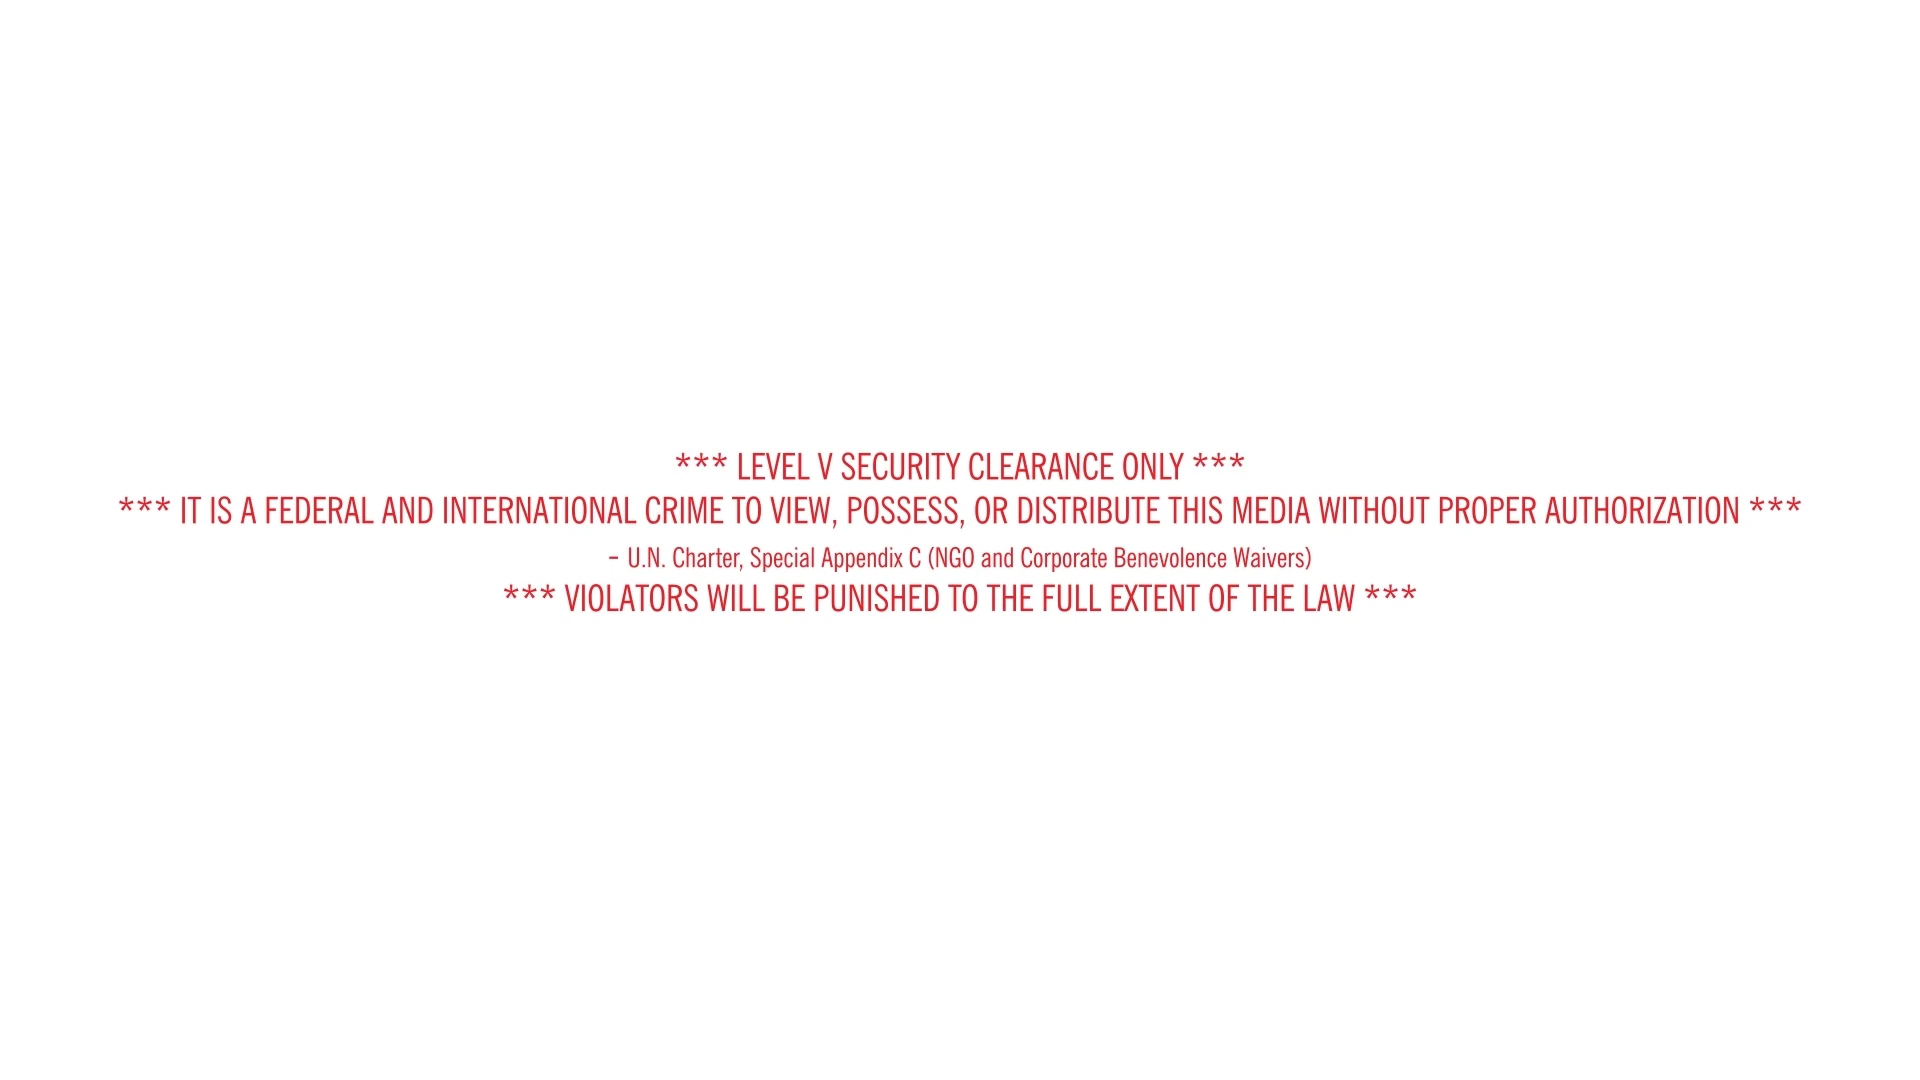 *** LEVEL V SECURITY CLEARANCE ONLY ***
*** IT IS A FEDERAL AND INTERNATIONAL CRIME TO VIEW, POSSESS, OR DISTRIBUTE THIS MEDIA WITHOUT PROPER AUTHORIZATION ***
– U.N. Charter, Special Appendix C (NGO and Corporate Benevolence Waivers)
*** VIOLATORS WILL BE PUNISHED TO THE FULL EXTENT OF THE LAW ***